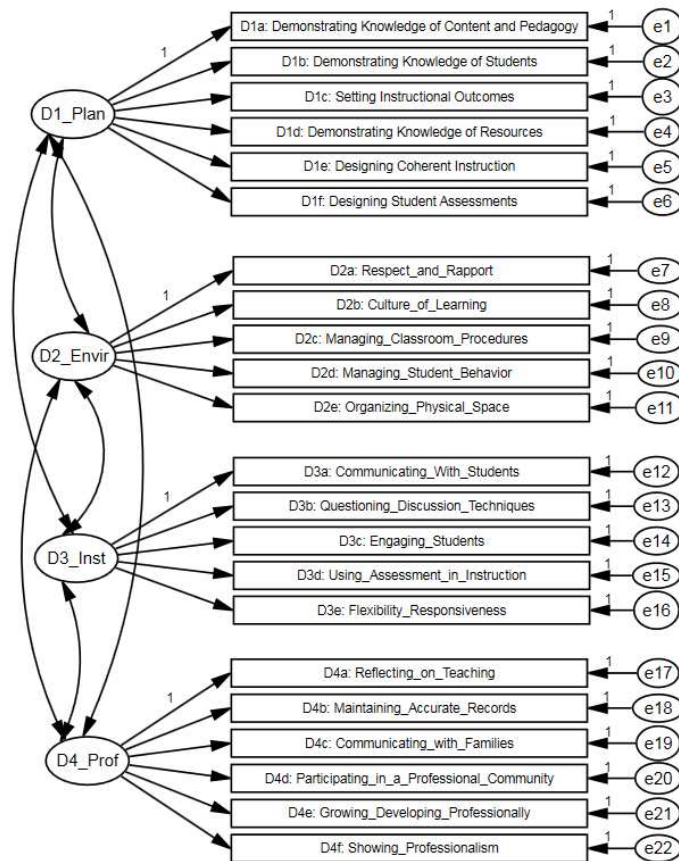 1
D1a: Demonstrating Knowledge of Content and Pedagogy
1
e1
D1b: Demonstrating Knowledge of Students
1
e2
D1c: Setting Instructional Outcomes
1
e3
D1_Plan
D1d: Demonstrating Knowledge of Resources
1
e4
D1e: Designing Coherent Instruction
1
e5
D1f: Designing Student Assessments
1
e6
1
D2a: Respect_and_Rapport
1
e7
D2b: Culture_of_Learning
1
e8
D2_Envir
D2c: Managing_Classroom_Procedures
1
e9
D2d: Managing_Student_Behavior
1
e10
D2e: Organizing_Physical_Space
1
e11
1
D3a: Communicating_With_Students
1
e12
D3b: Questioning_Discussion_Techniques
1
e13
D3_Inst
D3c: Engaging_Students
1
e14
D3d: Using_Assessment_in_Instruction
1
e15
D3e: Flexibility_Responsiveness
1
e16
1
D4a: Reflecting_on_Teaching
1
e17
D4b: Maintaining_Accurate_Records
1
e18
D4c: Communicating_with_Families
1
e19
D4_Prof
D4d: Participating_in_a_Professional_Community
1
e20
D4e: Growing_Developing_Professionally
1
e21
D4f: Showing_Professionalism
1
e22